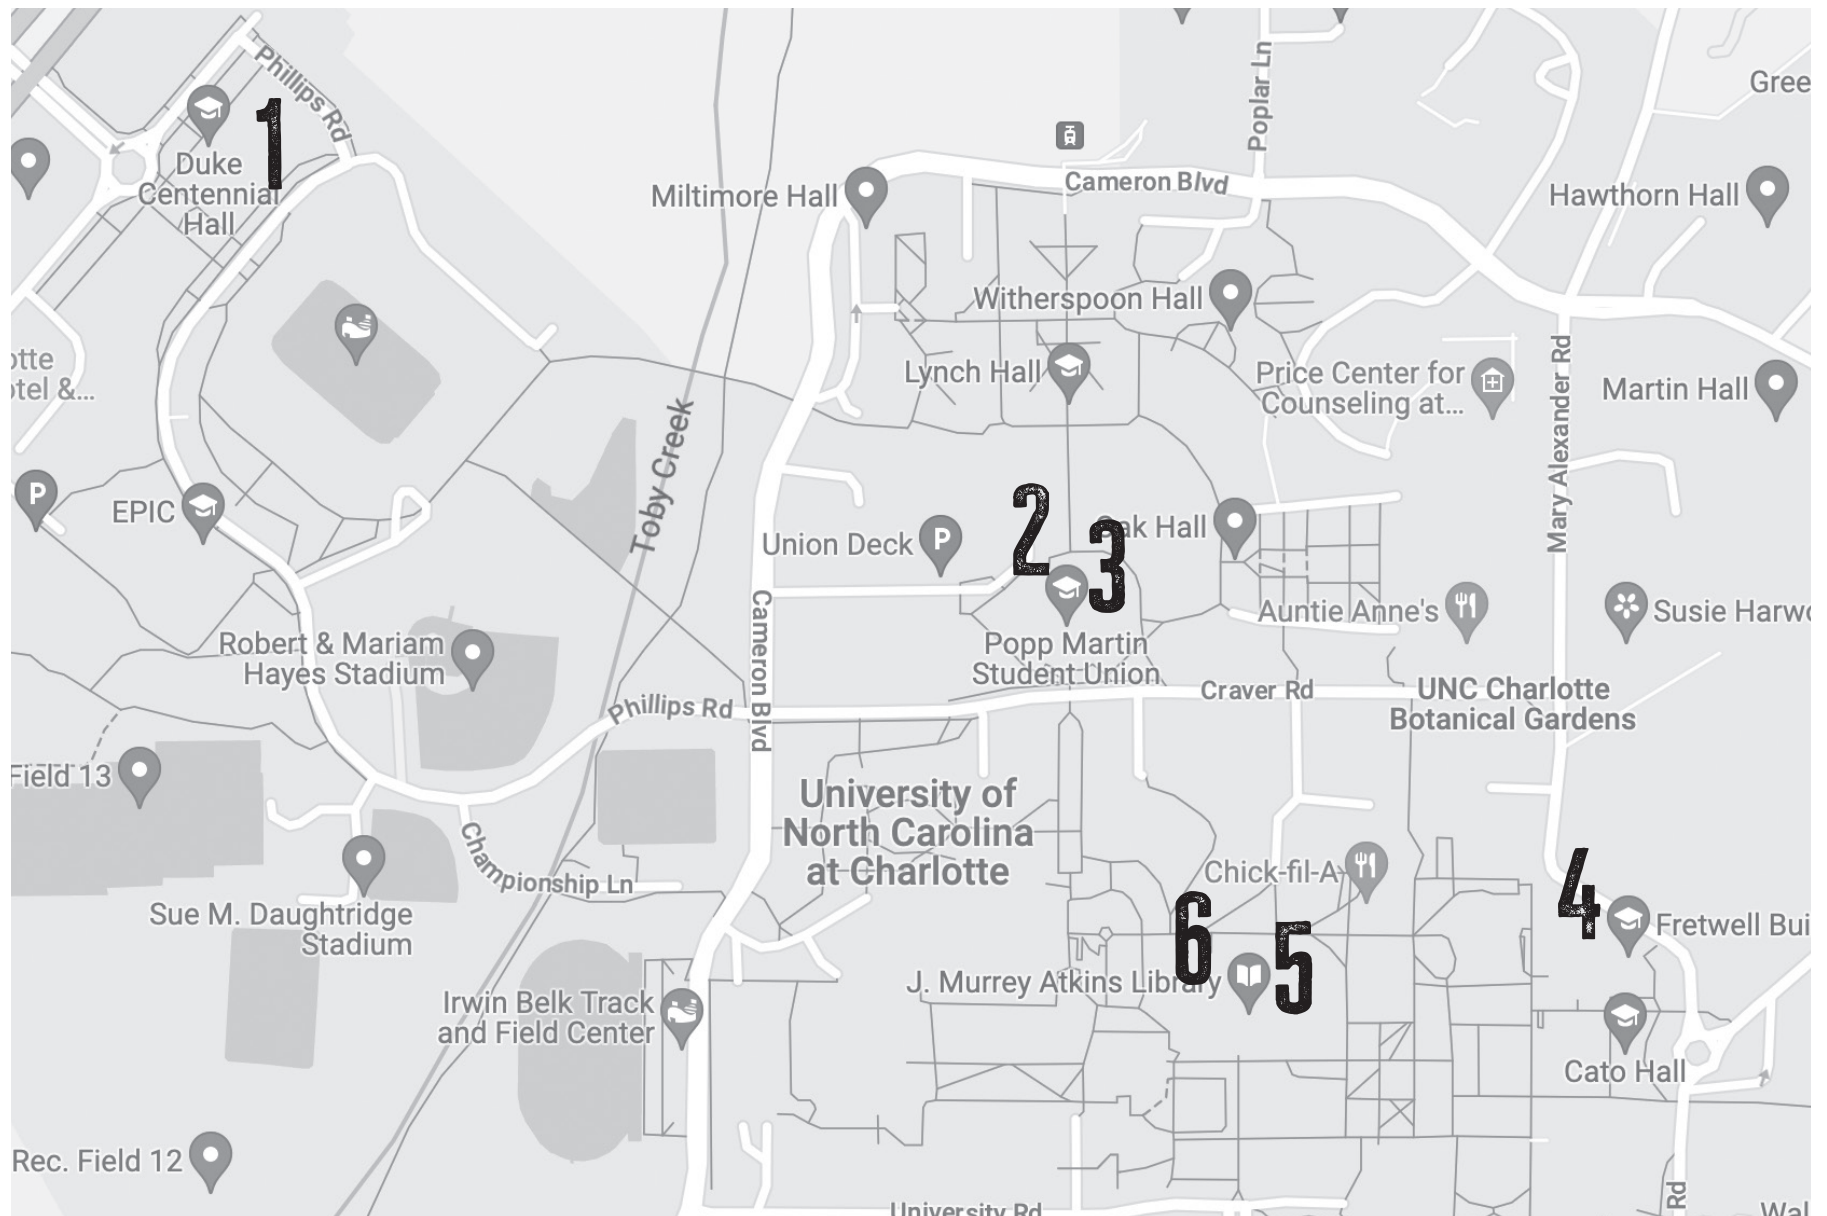 Phillips Rd
1
Duke
Centennial
Hall
Poplar Ln
Gree
Miltimore Hall
Cameron Blvd
Hawthorn Hall
Witherspoon Hall
otte
otel &...
Lynch Hall
Price Center for
Counseling at...
Martin Hall
Mary Alexander Rd
Toby Creek
P
EPIC
Union Deck
P
2
3
Oak Hall
Auntie Anne's
Susie Harwo
Cameron Blvd
Robert & Mariam
Hayes Stadium
Popp Martin
Student Union
Phillips Rd
Craver Rd
UNC Charlotte
Botanical Gardens
Field 13
University of
North Carolina
at Charlotte
Championship Ln
Chick-fil-A
4
Sue M. Daughtridge
Stadium
6
5
Fretwell Bui
J. Murrey Atkins Library
Irwin Belk Track
and Field Center
Cato Hall
Rec. Field 12
University Rd
Rd
Wal